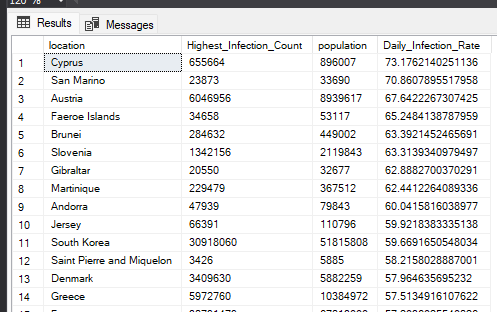 120 %
Results Messages
location Highest_Infection_Count population Daily_Infection_Rate
1 Cyprus 655664 896007 73.1762140251136
2 San Marino 23873 33690 70.8607895517958
3 Austria 6046956 8939617 67.6422267307425
4 Faeroe Islands 34658 53117 65.2484138787959
5 Brunei 284632 449002 63.3921452465691
6 Slovenia 1342156 2119843 63.3139340979497
7 Gibraltar 20550 32677 62.8882700370291
8 Martinique 229479 367512 62.4412264089336
9 Andorra 47939 79843 60.0415816038977
10 Jersey 66391 110796 59.9218383335138
11 South Korea 30918060 51815808 59.6691650548034
12 Saint Pierre and Miquelon 3426 5885 58.2158028887001
13 Denmark 3409630 5882259 57.964635695232
14 Greece 5972760 10384972 57.5134916107622